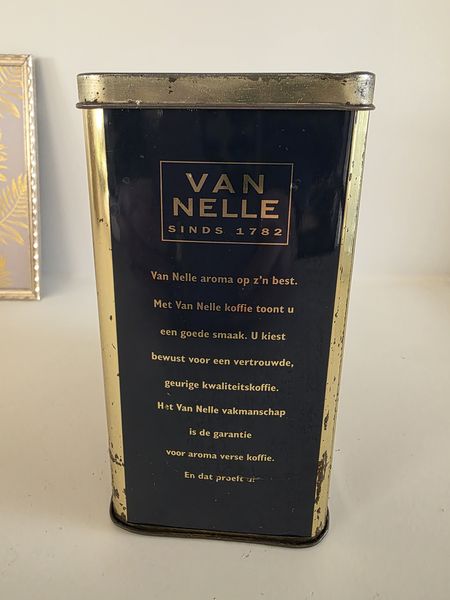 VAN
NELLE
SINDS 1782
Van Nelle aroma op z'n best.
Met Van Nelle koffie toont u
een goede smaak. U kiest
bewust voor een vertrouwde,
geurige kwaliteitskoffie.
Het Van Nelle vakmanschap
is de garantie
voor aroma verse koffie.
En dat proeft u!